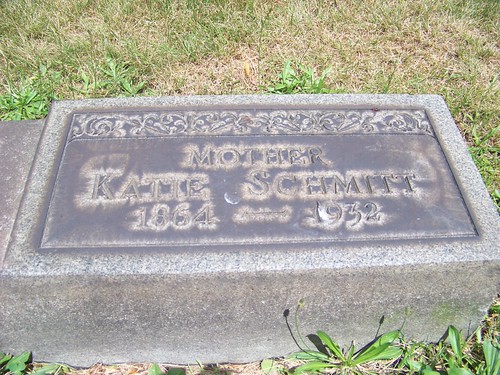 MOTHER
KATIE SCHMITT
1864 — 1932